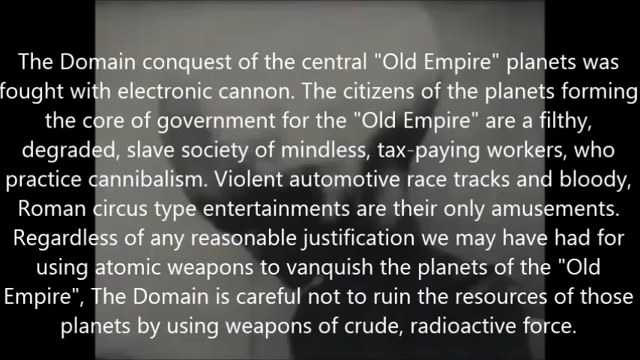 The Domain conquest of the central "Old Empire" planets was
fought with electronic cannon. The citizens of the planets forming
the core of government for the "Old Empire" are a filthy,
degraded, slave society of mindless, tax-paying workers, who
practice cannibalism. Violent automotive race tracks and bloody,
Roman circus type entertainments are their only amusements.
Regardless of any reasonable justification we may have had for
using atomic weapons to vanquish the planets of the "Old
Empire", The Domain is careful not to ruin the resources of those
planets by using weapons of crude, radioactive force.